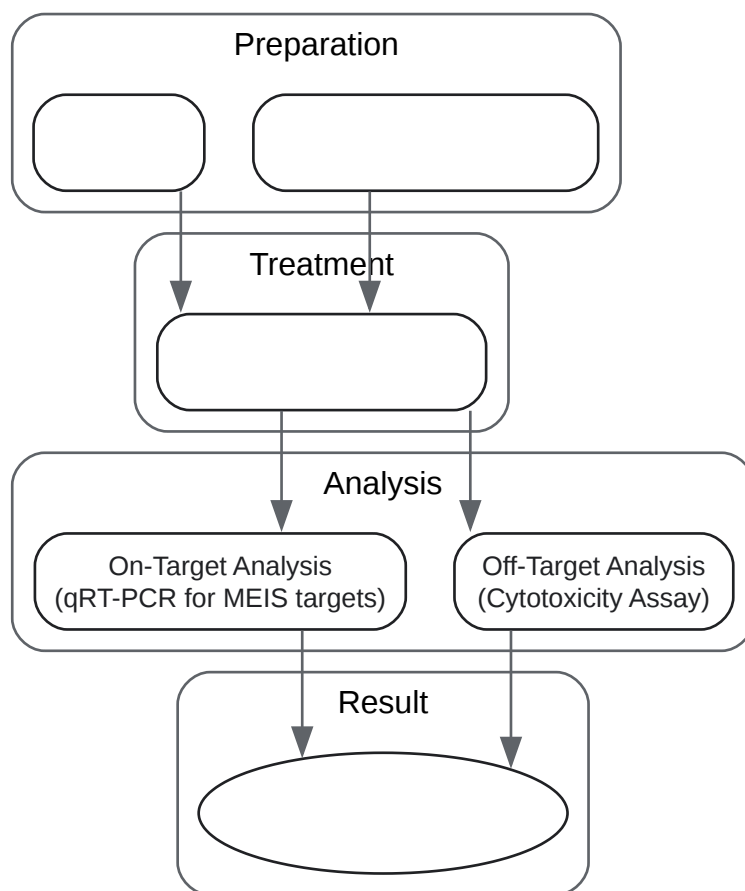 Preparation
Treatment
Analysis
On-Target Analysis
(qRT-PCR for MEIS targets)
Off-Target Analysis
(Cytotoxicity Assay)
Result